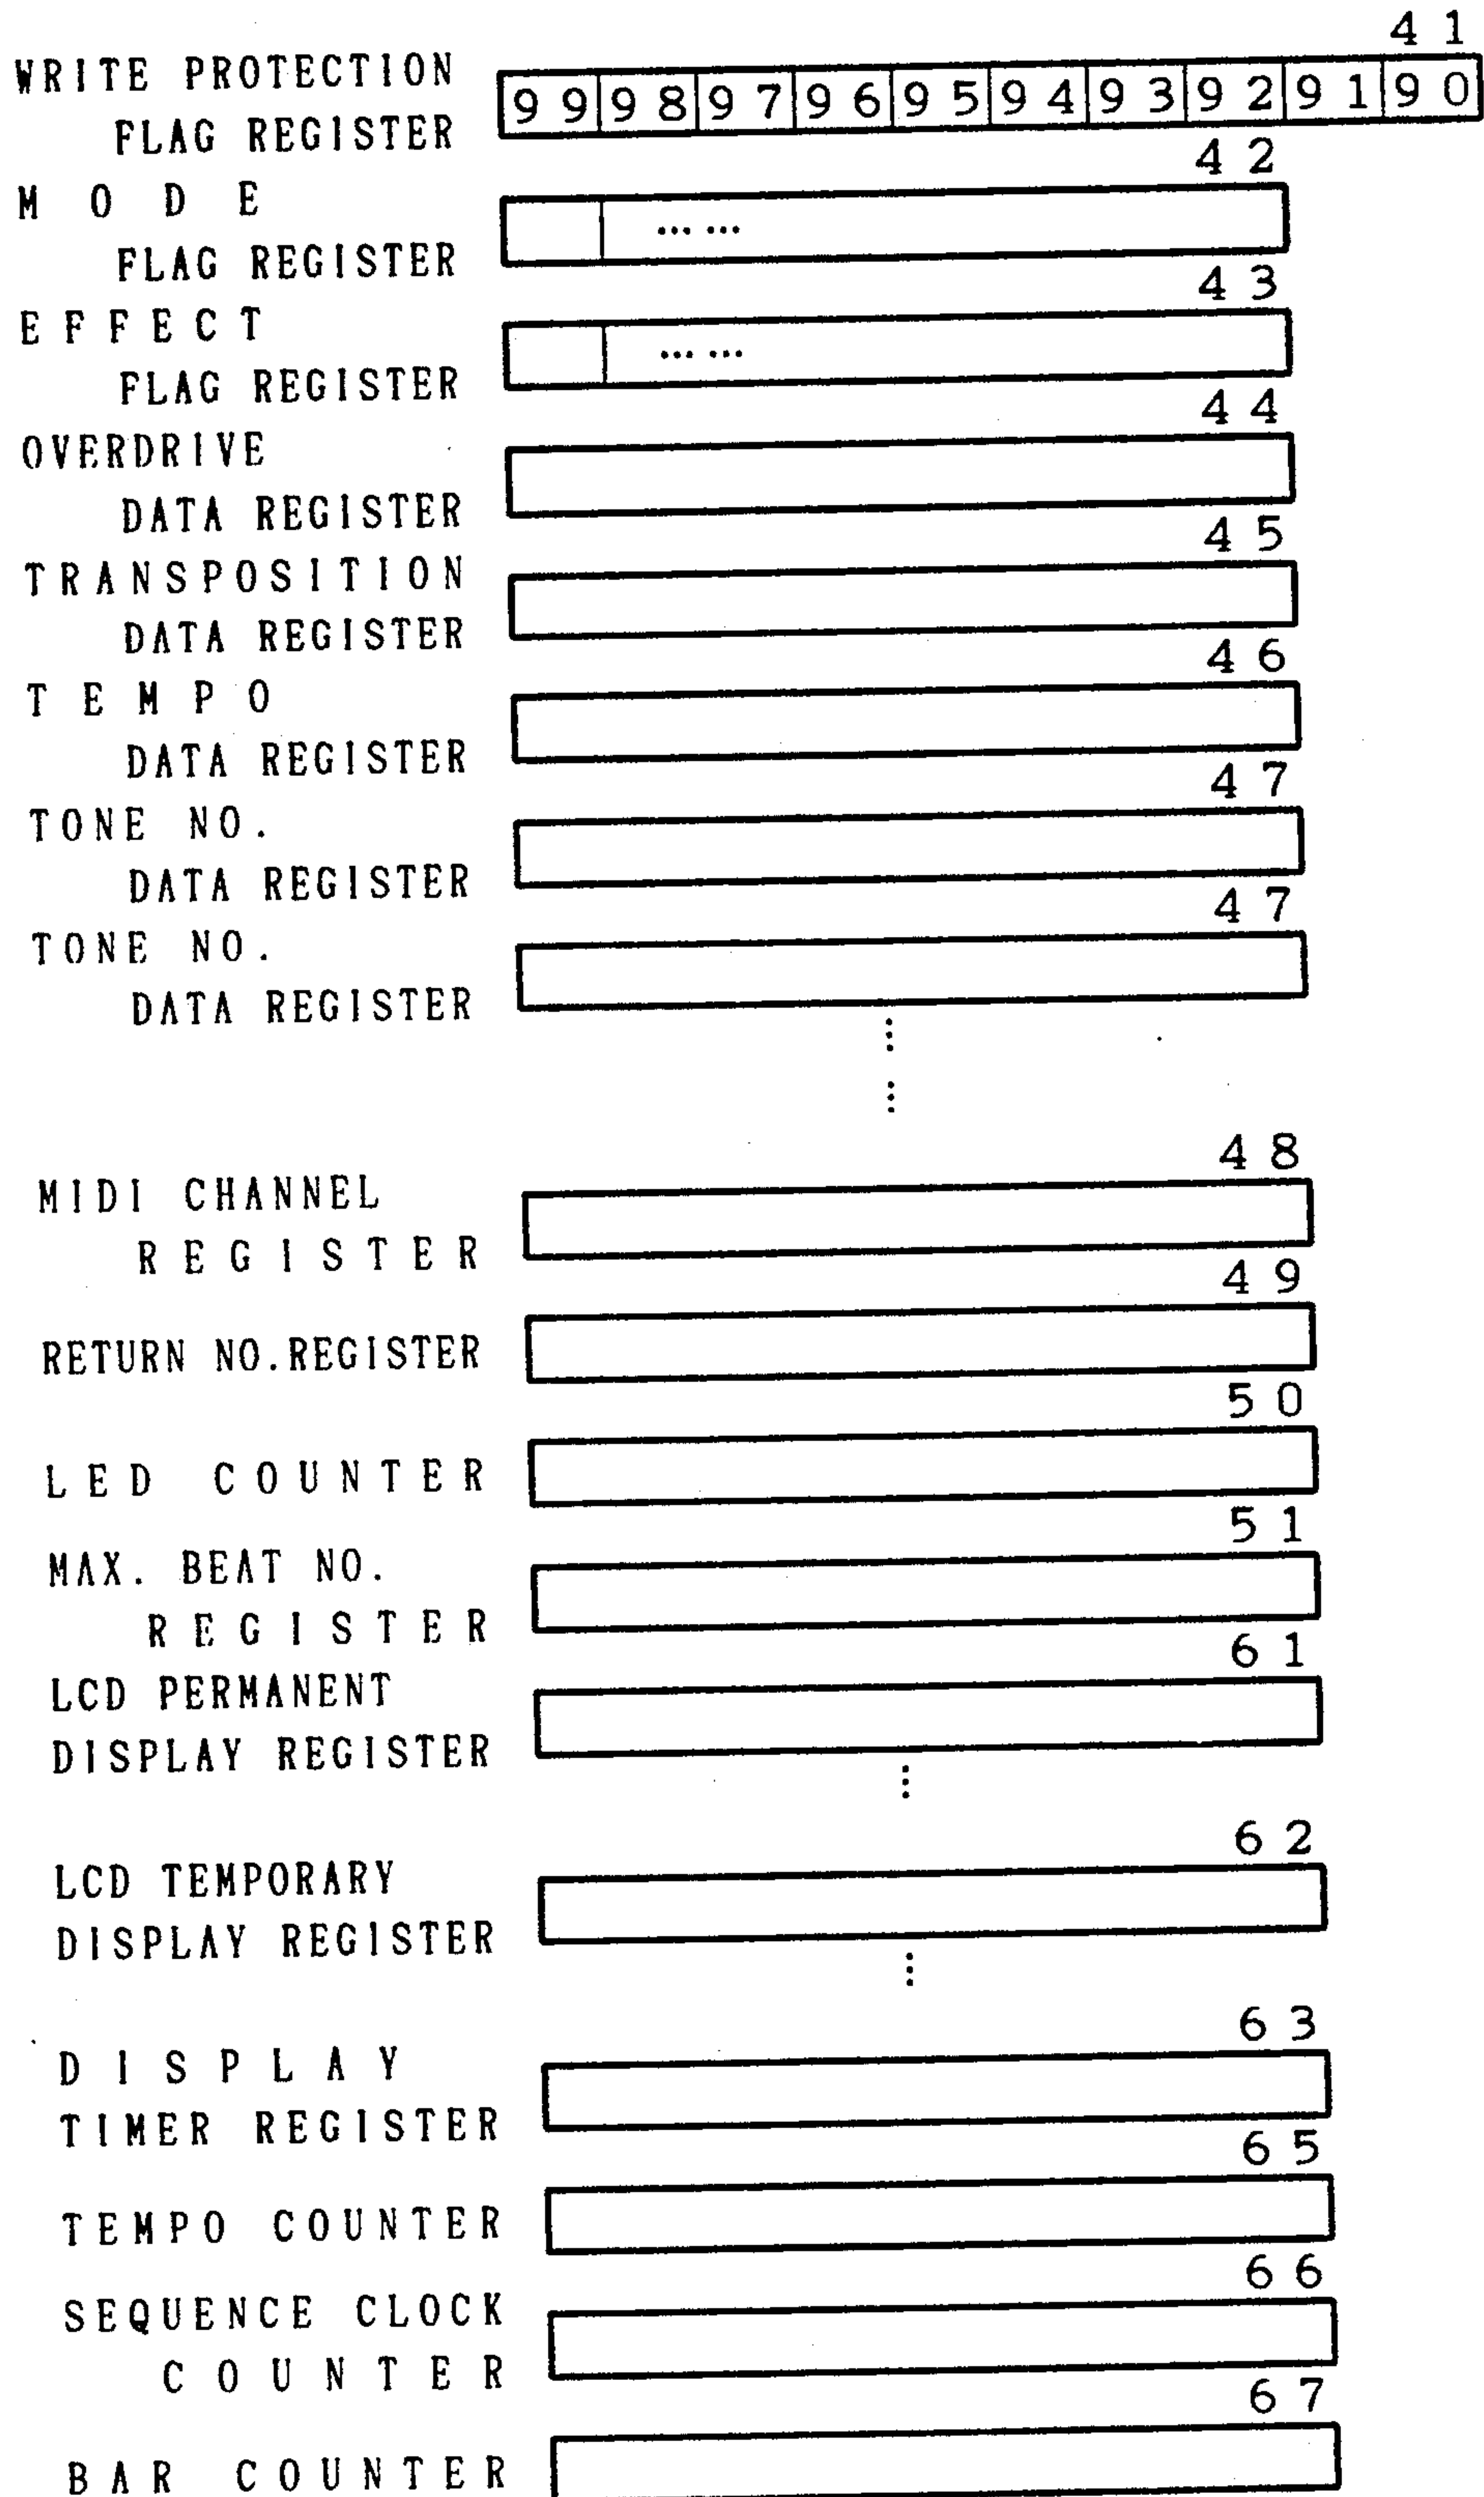 41
WRITE PROTECTION
FLAG REGISTER
99 98 97 96 95 94 93 92 91 90
42
MODE
FLAG REGISTER
... ...
43
EFFECT
FLAG REGISTER
... ...
44
OVERDRIVE
DATA REGISTER
45
TRANSPOSITION
DATA REGISTER
46
TEMPO
DATA REGISTER
47
TONE NO.
DATA REGISTER
47
TONE NO.
DATA REGISTER
48
MIDI CHANNEL
REGISTER
49
RETURN NO.REGISTER
50
LED COUNTER
51
MAX. BEAT NO.
REGISTER
61
LCD PERMANENT
DISPLAY REGISTER
62
LCD TEMPORARY
DISPLAY REGISTER
63
DISPLAY
TIMER REGISTER
65
TEMPO COUNTER
66
SEQUENCE CLOCK
COUNTER
67
BAR COUNTER